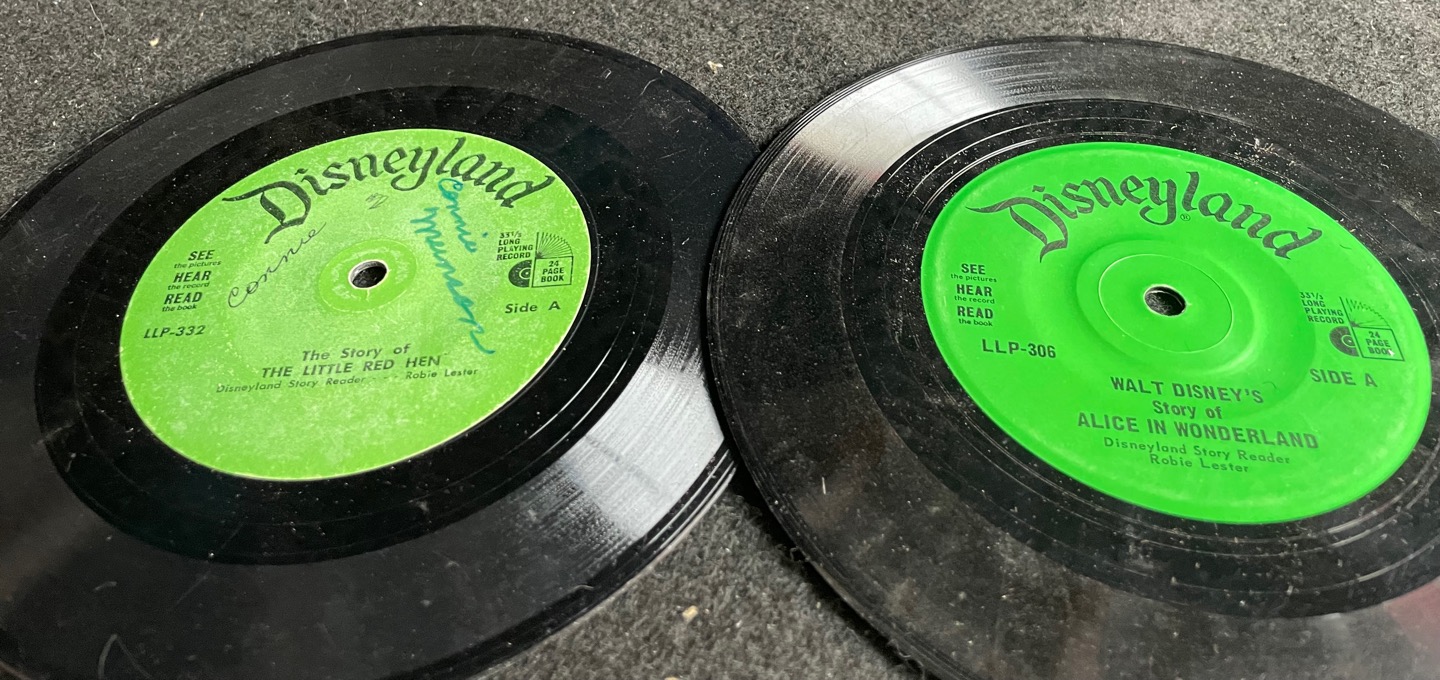 Disneyland
Connie
Connie
SEE
the pictures
HEAR
the record
READ
the book
LLP-332
33⅓
LONG
PLAYING
RECORD
24
PAGE
BOOK
Side A
The Story of
THE LITTLE RED HEN
Disneyland Story Reader - - - Robie Lester
Disneyland®
SEE
the pictures
HEAR
the record
READ
the book
LLP-306
33⅓
LONG
PLAYING
RECORD
24
PAGE
BOOK
SIDE A
WALT DISNEY'S
Story of
ALICE IN WONDERLAND
Disneyland Story Reader
Robie Lester